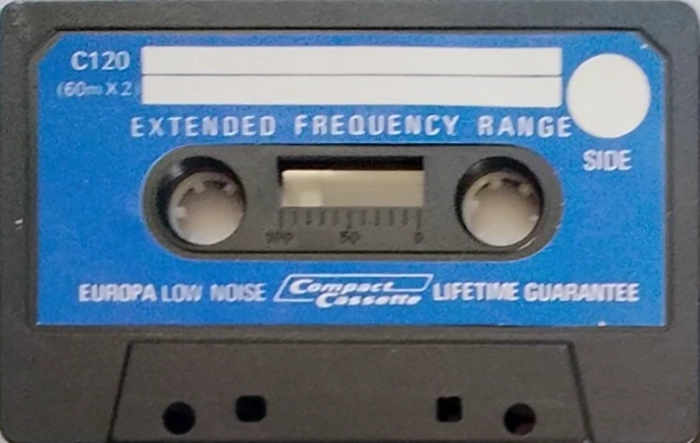 C120
(60m X 2)
EXTENDED FREQUENCY RANGE
SIDE
100 50 0
EUROPA LOW NOISE Compact Cassette LIFETIME GUARANTEE